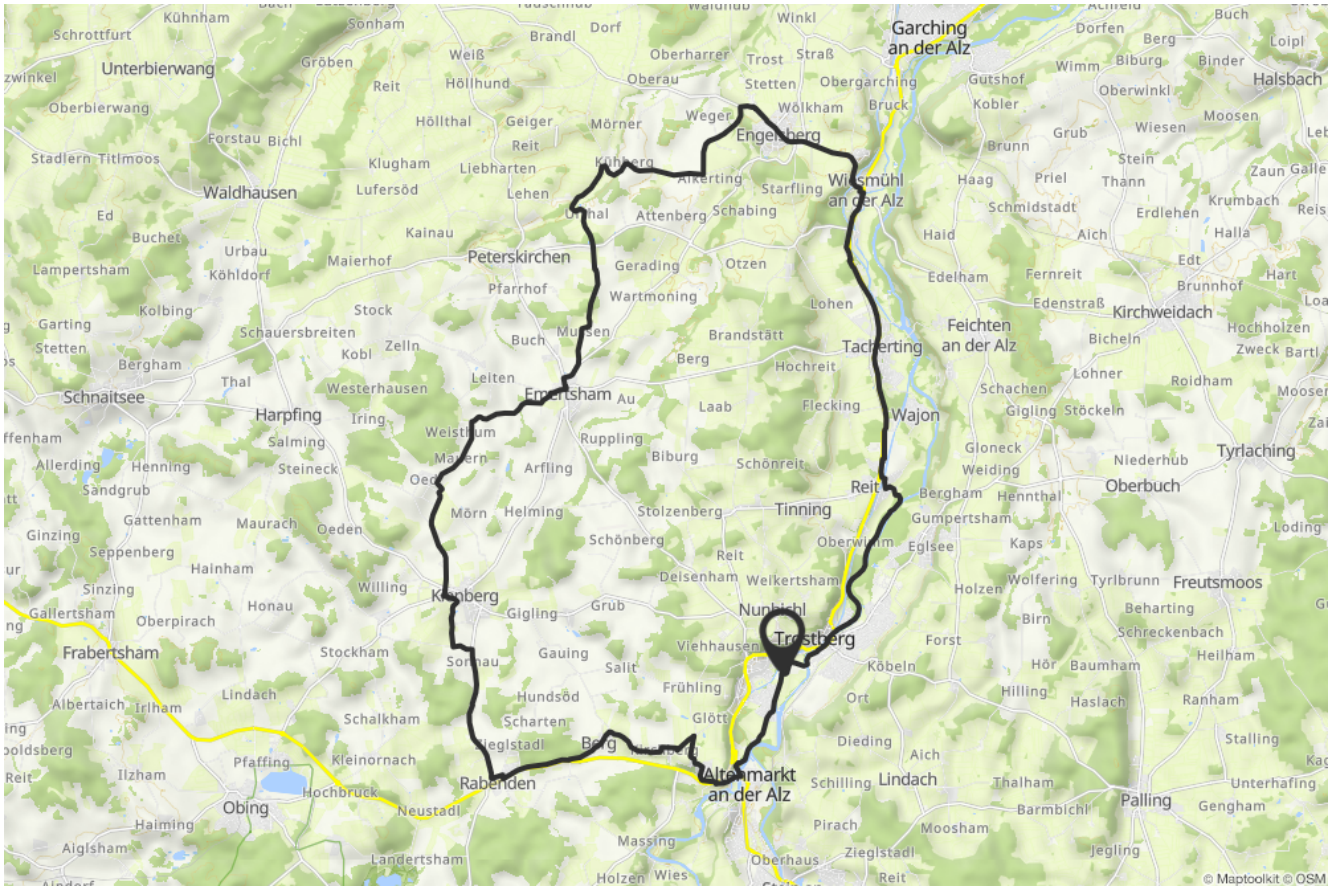 Kühnham
Sonham
Dorf
Winkl
Dorfen
Buch
Schrottfurt
Brandl
Garching
an der Alz
Berg
Loipl
Gröben
Weiß
Oberharrer
Trost
Straß
Wimm
Biburg
Binder
Unterbierwang
Reit
Höllhund
Oberau
Stetten
Obergarching
Gutshof
Oberwinkl
Halsbach
Oberbierwang
Weger
Wölkham
Bruck
Kobler
Moosen
Höllthal
Geiger
Mörner
Engelsberg
Grub
Wiesen
Forstau
Bichl
Reit
Brunn
Stadlern
Titlmoos
Klugham
Liebharten
Kühberg
Stein
Zaun
Waldhausen
Lufersöd
Lehen
Alkerting
Starfling
Wiesmühl
an der Alz
Haag
Priel
Thann
Krumbach
Ed
Attenberg
Schabing
Schmidstadt
Erdlehen
Buchet
Kainau
Haid
Aich
Halla
Urbau
Maierhof
Peterskirchen
Gerading
Otzen
Edt
Lampertsham
Köhldorf
Edelham
Fernreit
Brunnhof
Hart
Pfarrhof
Wartmoning
Lohen
Edenstraß
Kolbing
Stock
Kirchweidach
Garting
Schauersbreiten
Feichten
an der Alz
Hochholzen
Stetten
Zelln
Buch
Brandstätt
Tacherting
Bicheln
Zweck
Bartl
Bergham
Kobl
Berg
Hochreit
Lohner
Thal
Leiten
Schachen
Roidham
Schnaitsee
Westerhausen
Emertsham
Au
Laab
Flecking
Wajon
Gigling
Stöckeln
Harpfing
Iring
Weisthum
Ruppling
Salming
Gloneck
Tyrlaching
Allerding
Henning
Steineck
Mauern
Arfling
Biburg
Schönreit
Weiding
Niederhub
Sandgrub
Reit
Bergham
Hennthal
Oberbuch
Mörn
Helming
Stolzenberg
Tinning
Gumpertsham
Gattenham
Maurach
Oeden
Loding
Ginzing
Schönberg
Eglsee
Kaps
Seppenberg
Reit
Hainham
Deisenham
Weikertsham
Wolfering
Tyrlbrunn
Freutsmoos
Sinzing
Willing
Kienberg
Holzen
Gallertsham
Honau
Gigling
Grub
Nunbichl
Beharting
Oberpirach
Trostberg
Forst
Birn
Schreckenbach
Frabertsham
Stockham
Gauing
Viehhausen
Köbeln
Hör
Baumham
Heilham
Salit
Lindach
Frühling
Hilling
Albertaich
Irlham
Hundsöd
Ort
Haslach
Ranham
Schalkham
Scharten
Glött
Dieding
Stalling
Pfaffing
Kleinornach
Berg
Aich
Reit
Ilzham
Rabenden
Altenmarkt
an der Alz
Schilling
Lindach
Thalham
Unterhafing
Hochbruck
Obing
Neustadl
Palling
Barmbichl
Gengham
Haiming
Pirach
Moosham
Massing
Aiglsham
Landertsham
Oberhaus
Zieglstadl
Jegling
Holzen
Wies
Reit
© Maptoolkit © OSM